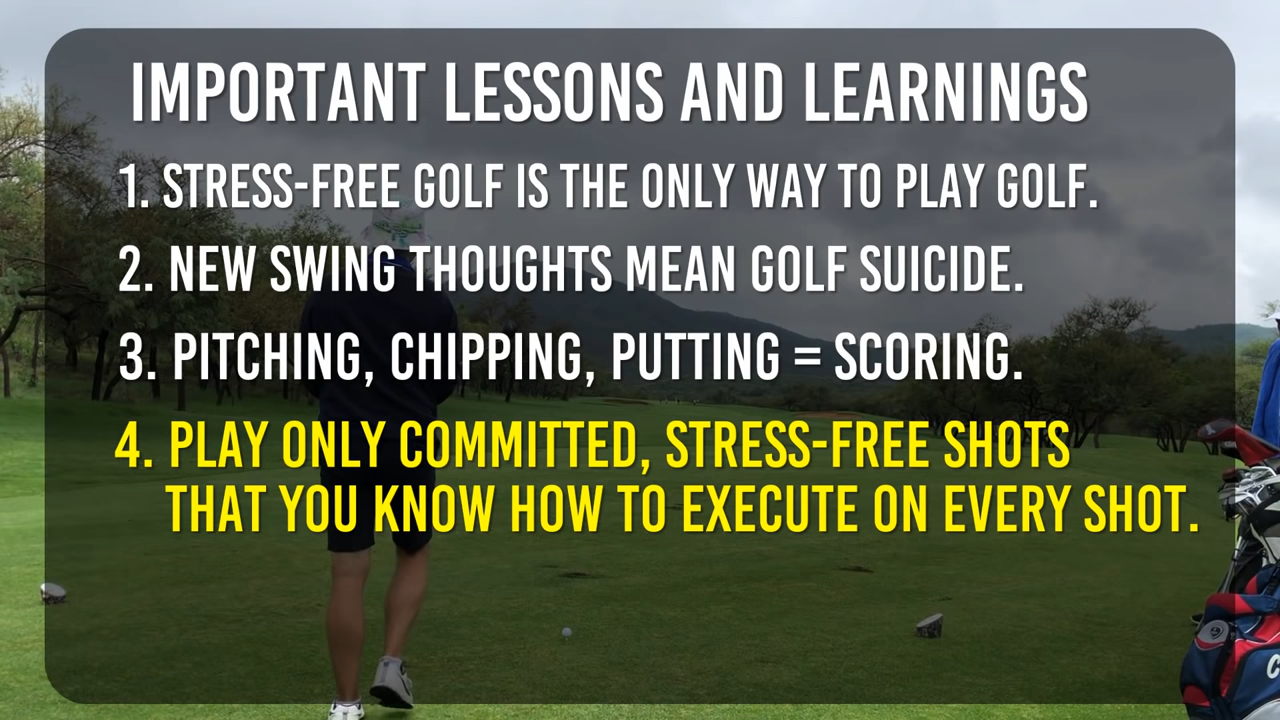 IMPORTANT LESSONS AND LEARNINGS
1. STRESS-FREE GOLF IS THE ONLY WAY TO PLAY GOLF.
2. NEW SWING THOUGHTS MEAN GOLF SUICIDE.
3. PITCHING, CHIPPING, PUTTING = SCORING.
4. PLAY ONLY COMMITTED, STRESS-FREE SHOTS
THAT YOU KNOW HOW TO EXECUTE ON EVERY SHOT.